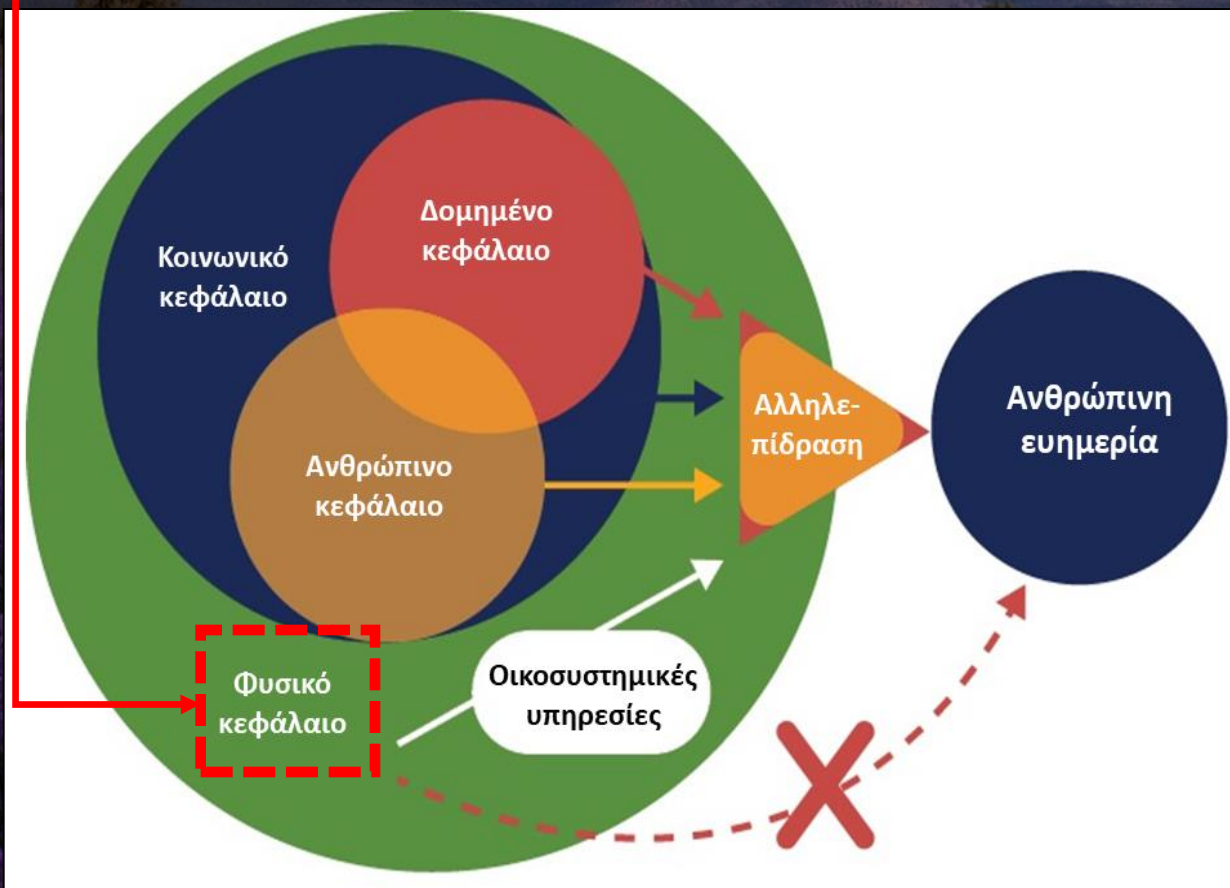 Δομημένο
κεφάλαιο
Κοινωνικό
κεφάλαιο
Αλληλε-
πίδραση
Ανθρώπινη
ευημερία
Ανθρώπινο
κεφάλαιο
Φυσικό
κεφάλαιο
Οικοσυστημικές
υπηρεσίες